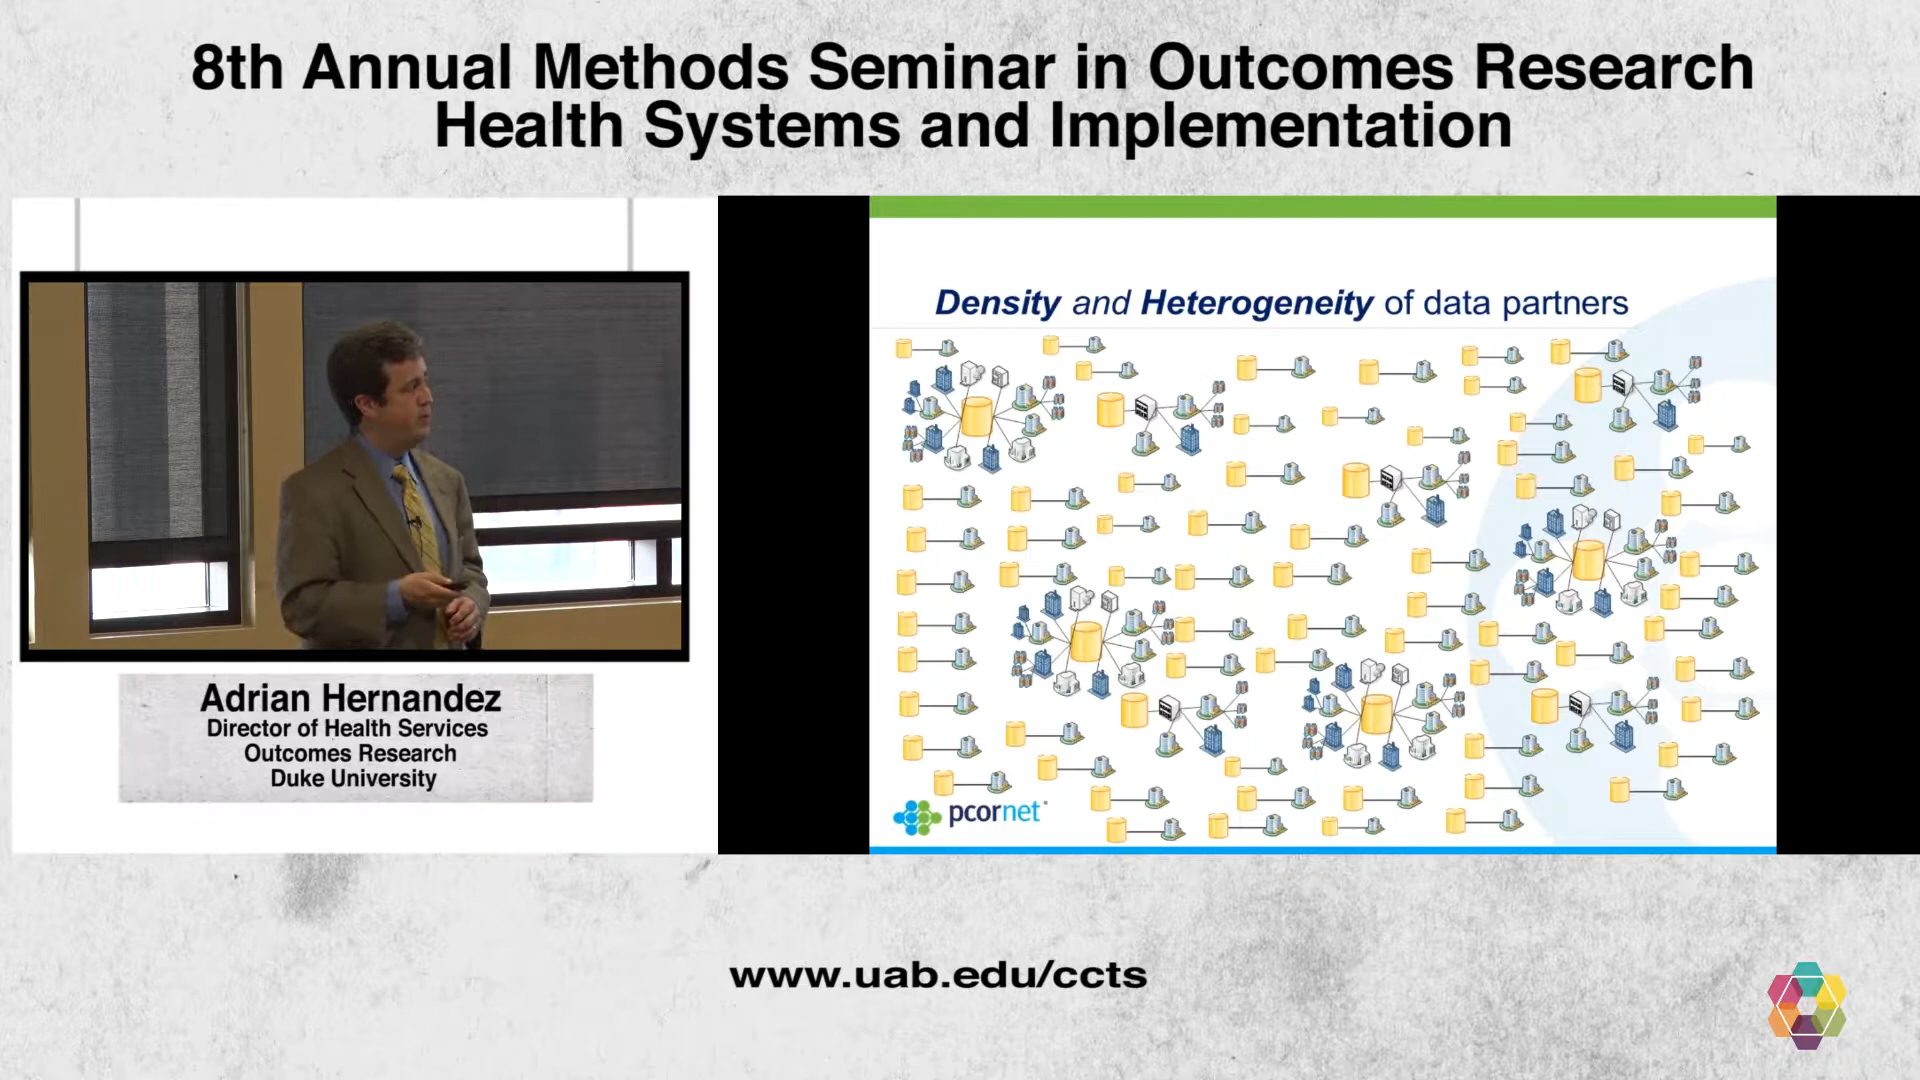 8th Annual Methods Seminar in Outcomes Research
Health Systems and Implementation
Density and Heterogeneity of data partners
pcornet
Adrian Hernandez
Director of Health Services
Outcomes Research
Duke University
www.uab.edu/ccts